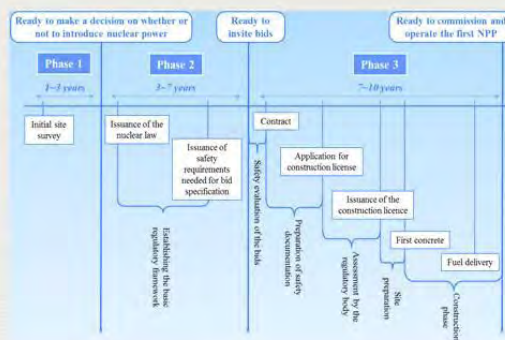 Ready to make a decision on whether or
not to introduce nuclear power
Ready to
invite bids
Ready to commission and
operate the first NPP
Phase 1
Phase 2
Phase 3
1~3 years
3~7 years
7~10 years
Initial site
survey
Issuance of the
nuclear law
Issuance of
safety
requirements
needed for bid
specification
Establishing the basic
regulatory framework
Safety evaluation of the bids
Contract
Application for
construction license
Preparation of safety
documentation
Issuance of the
construction licence
Assessment by the
regulatory body
Site
preparation
First concrete
Fuel delivery
Construction
phase